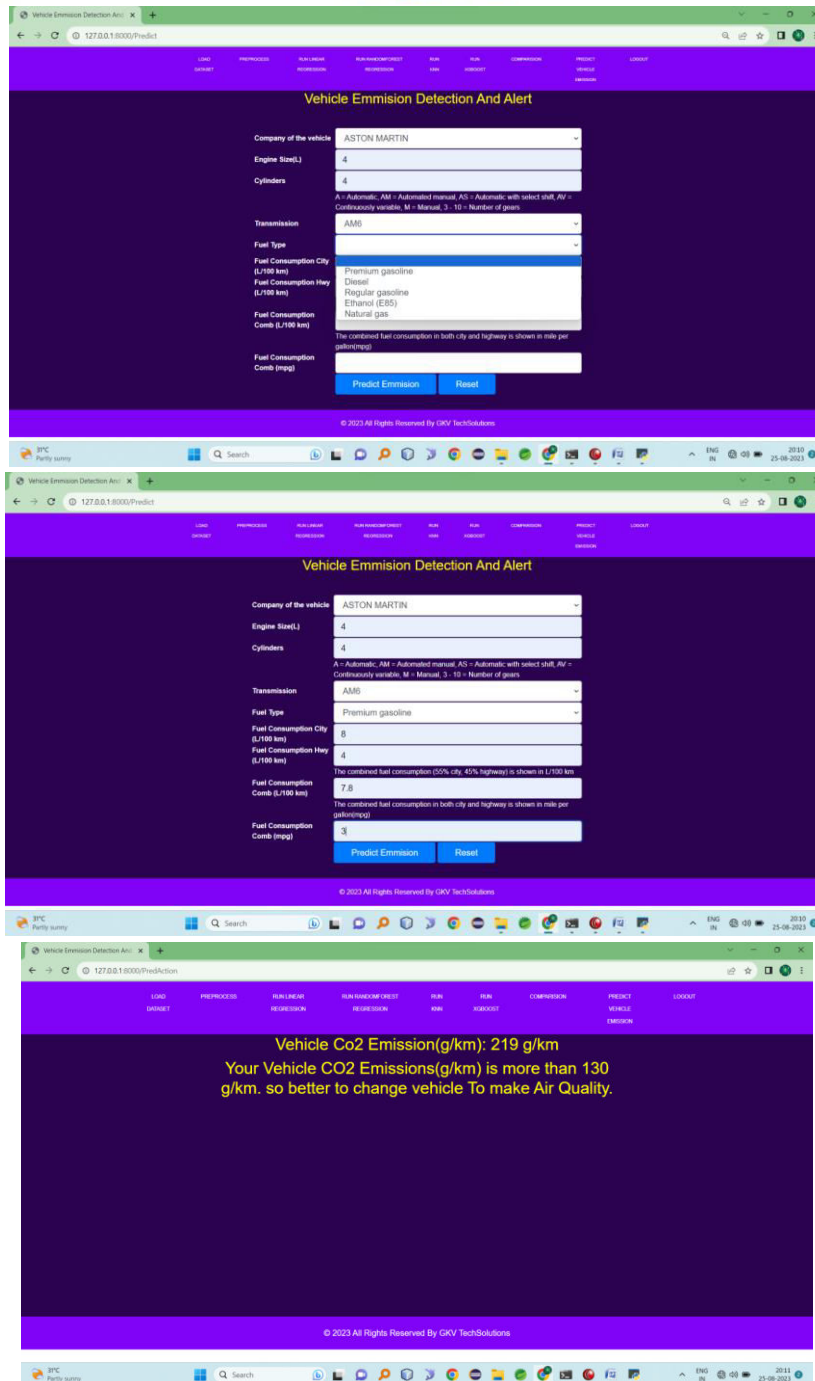 Vehicle Emmision Detection And
127.0.0.1:8000/Predict
LOAD DATASET PREPROCESS RUN LINEAR REGRESSION RUN RANDOMFOREST REGRESSION RUN KNN RUN XGBOOST COMPARISION PREDICT VEHICLE EMISSION LOGOUT
Vehicle Emmision Detection And Alert
Company of the vehicle ASTON MARTIN
Engine Size(L) 4
Cylinders 4
A = Automatic, AM = Automated manual, AS = Automatic with select shift, AV =
Continuously variable, M = Manual, 3 - 10 = Number of gears
Transmission AM6
Fuel Type
Fuel Consumption City
(L/100 km) Premium gasoline
Fuel Consumption Hwy Diesel
(L/100 km) Regular gasoline
Ethanol (E85)
Fuel Consumption Natural gas
Comb (L/100 km)
The combined fuel consumption in both city and highway is shown in mile per
gallon(mpg)
Fuel Consumption
Comb (mpg)
Predict Emmision Reset
© 2023 All Rights Reserved By GKV TechSolutions
31°C
Partly sunny Search ENG IN 20:10 25-08-2023
Vehicle Emmision Detection And
127.0.0.1:8000/Predict
LOAD DATASET PREPROCESS RUN LINEAR REGRESSION RUN RANDOMFOREST REGRESSION RUN KNN RUN XGBOOST COMPARISION PREDICT VEHICLE EMISSION LOGOUT
Vehicle Emmision Detection And Alert
Company of the vehicle ASTON MARTIN
Engine Size(L) 4
Cylinders 4
A = Automatic, AM = Automated manual, AS = Automatic with select shift, AV =
Continuously variable, M = Manual, 3 - 10 = Number of gears
Transmission AM6
Fuel Type Premium gasoline
Fuel Consumption City
(L/100 km) 8
Fuel Consumption Hwy
(L/100 km) 4
The combined fuel consumption (55% city, 45% highway) is shown in L/100 km
Fuel Consumption
Comb (L/100 km) 7.8
The combined fuel consumption in both city and highway is shown in mile per
gallon(mpg)
Fuel Consumption
Comb (mpg) 3
Predict Emmision Reset
© 2023 All Rights Reserved By GKV TechSolutions
31°C
Partly sunny Search ENG IN 20:10 25-08-2023
Vehicle Emmision Detection And
127.0.0.1:8000/PredAction
LOAD DATASET PREPROCESS RUN LINEAR REGRESSION RUN RANDOMFOREST REGRESSION RUN KNN RUN XGBOOST COMPARISION PREDICT VEHICLE EMISSION LOGOUT
Vehicle Co2 Emission(g/km): 219 g/km
Your Vehicle CO2 Emissions(g/km) is more than 130
g/km. so better to change vehicle To make Air Quality.
© 2023 All Rights Reserved By GKV TechSolutions
31°C
Partly sunny Search ENG IN 20:11 25-08-2023